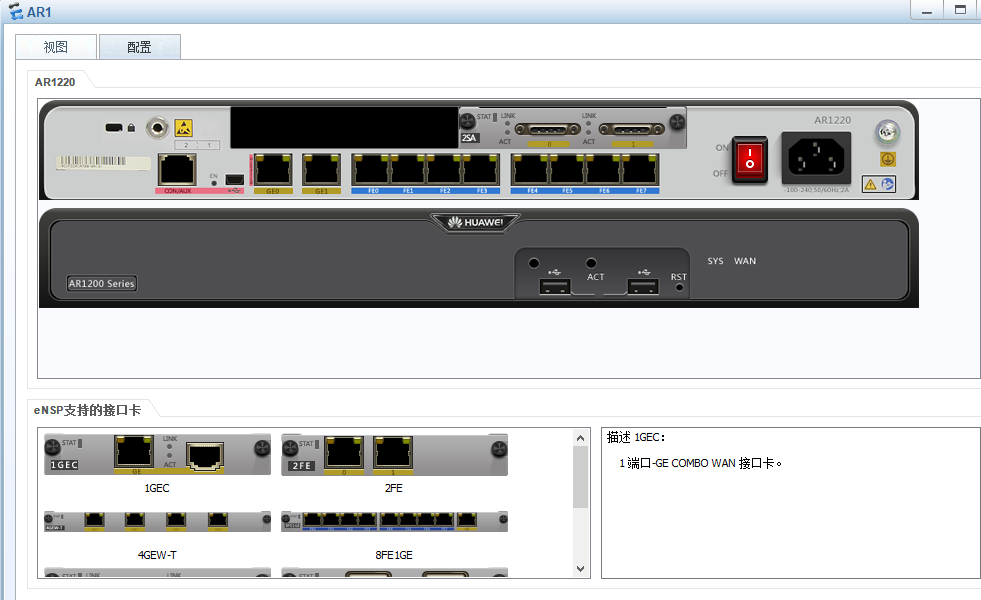 AR1
视图
配置
AR1220
2SA
STAT
LINK
ACT
0
LINK
ACT
1
AR1220
2 1
ON
OFF
CON/AUX
EN
GE0
GE1
FE0
FE1
FE2
FE3
FE4
FE5
FE6
FE7
100-240,50/60Hz,2A
HUAWEI
AR1200 Series
ACT
RST
SYS
WAN
eNSP支持的接口卡
STAT
1GEC
GE
LINK
ACT
1GEC
STAT
2FE
0
1
2FE
4GEW-T
4GEW-T
8FE1GE
STAT
LINK
LINK
STAT
描述 1GEC：
1 端口-GE COMBO WAN 接口卡。